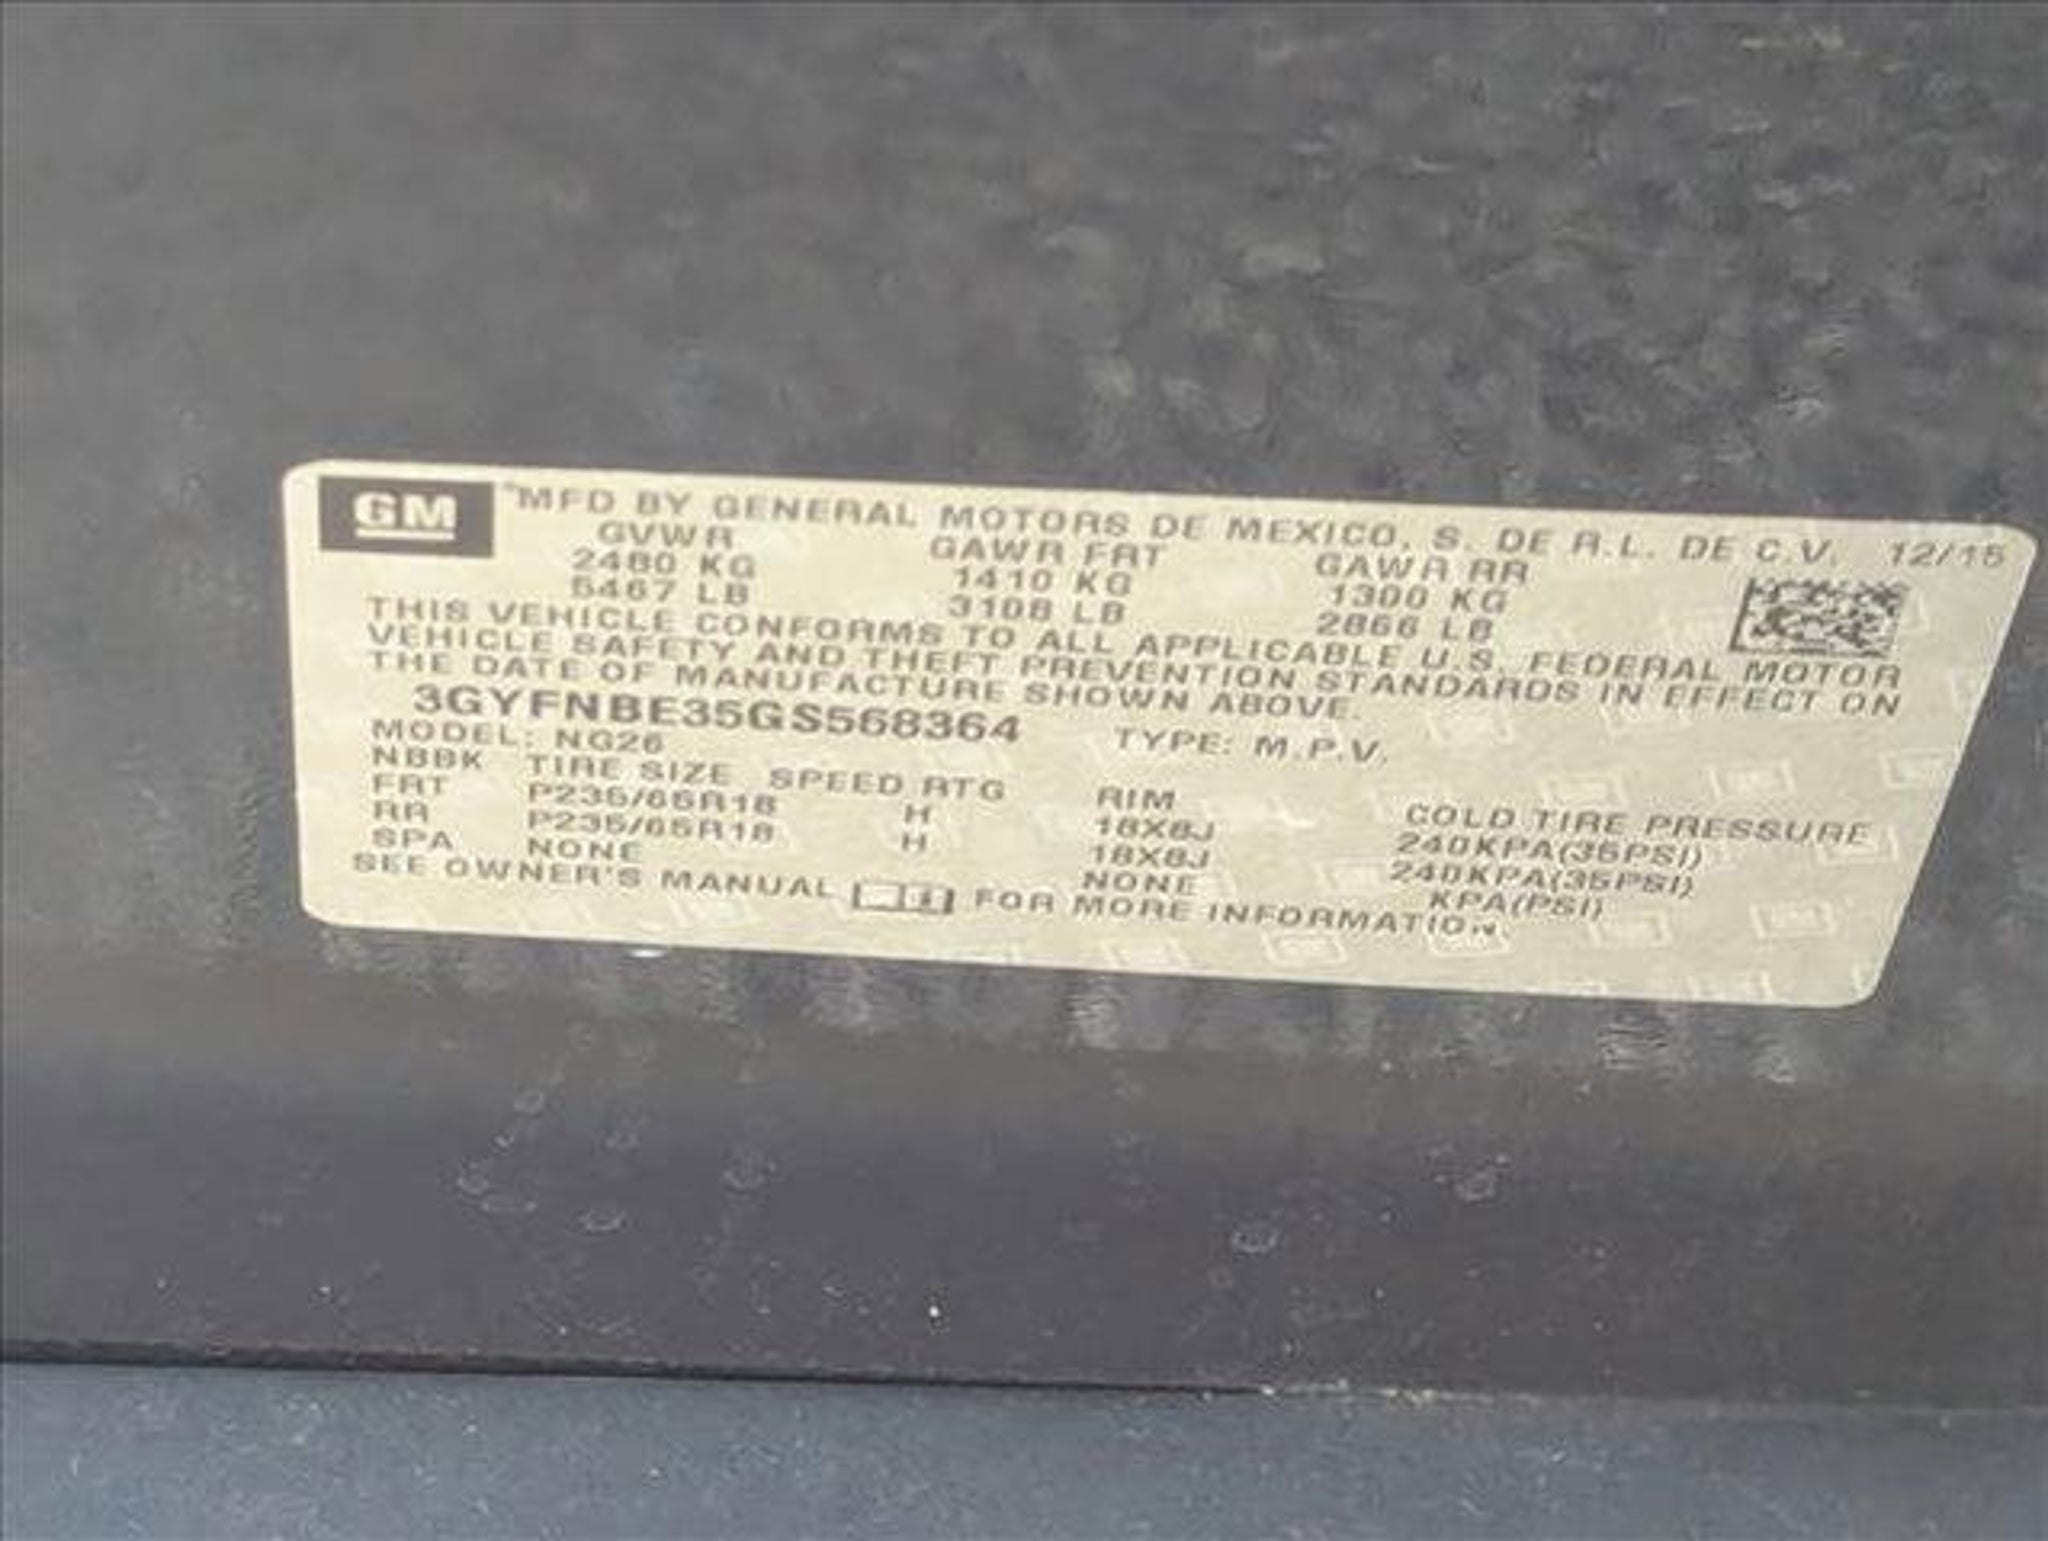 GM MFD BY GENERAL MOTORS DE MEXICO, S. DE R.L. DE C.V. 12/15
GVWR GAWR FRT GAWR RR
2480 KG 1410 KG 1300 KG
5467 LB 3108 LB 2866 LB
THIS VEHICLE CONFORMS TO ALL APPLICABLE U.S. FEDERAL MOTOR
VEHICLE SAFETY AND THEFT PREVENTION STANDARDS IN EFFECT ON
THE DATE OF MANUFACTURE SHOWN ABOVE.
3GYFNBE35GS568364 TYPE: M.P.V.
MODEL: NG26
NBBK TIRE SIZE SPEED RTG RIM COLD TIRE PRESSURE
FRT P235/65R18 H 18X8J 240KPA(35PSI)
RR P235/65R18 H 18X8J 240KPA(35PSI)
SPA NONE NONE KPA(PSI)
SEE OWNER'S MANUAL FOR MORE INFORMATION.